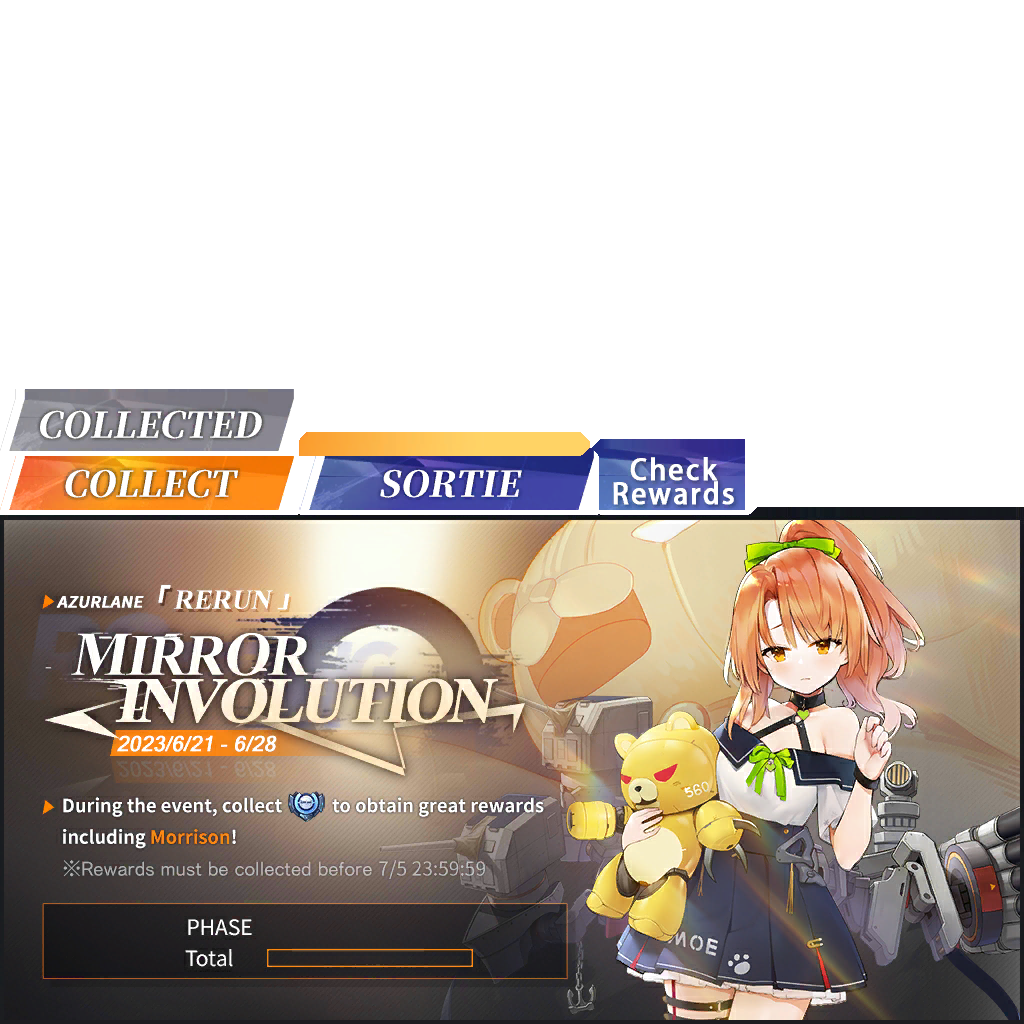 COLLECTED
COLLECT
SORTIE
Check
Rewards
AZURLANE「RERUN」
MIRROR
INVOLUTION
2023/6/21 - 6/28
During the event, collect to obtain great rewards
including Morrison!
※Rewards must be collected before 7/5 23:59:59
PHASE
Total
560
MOE